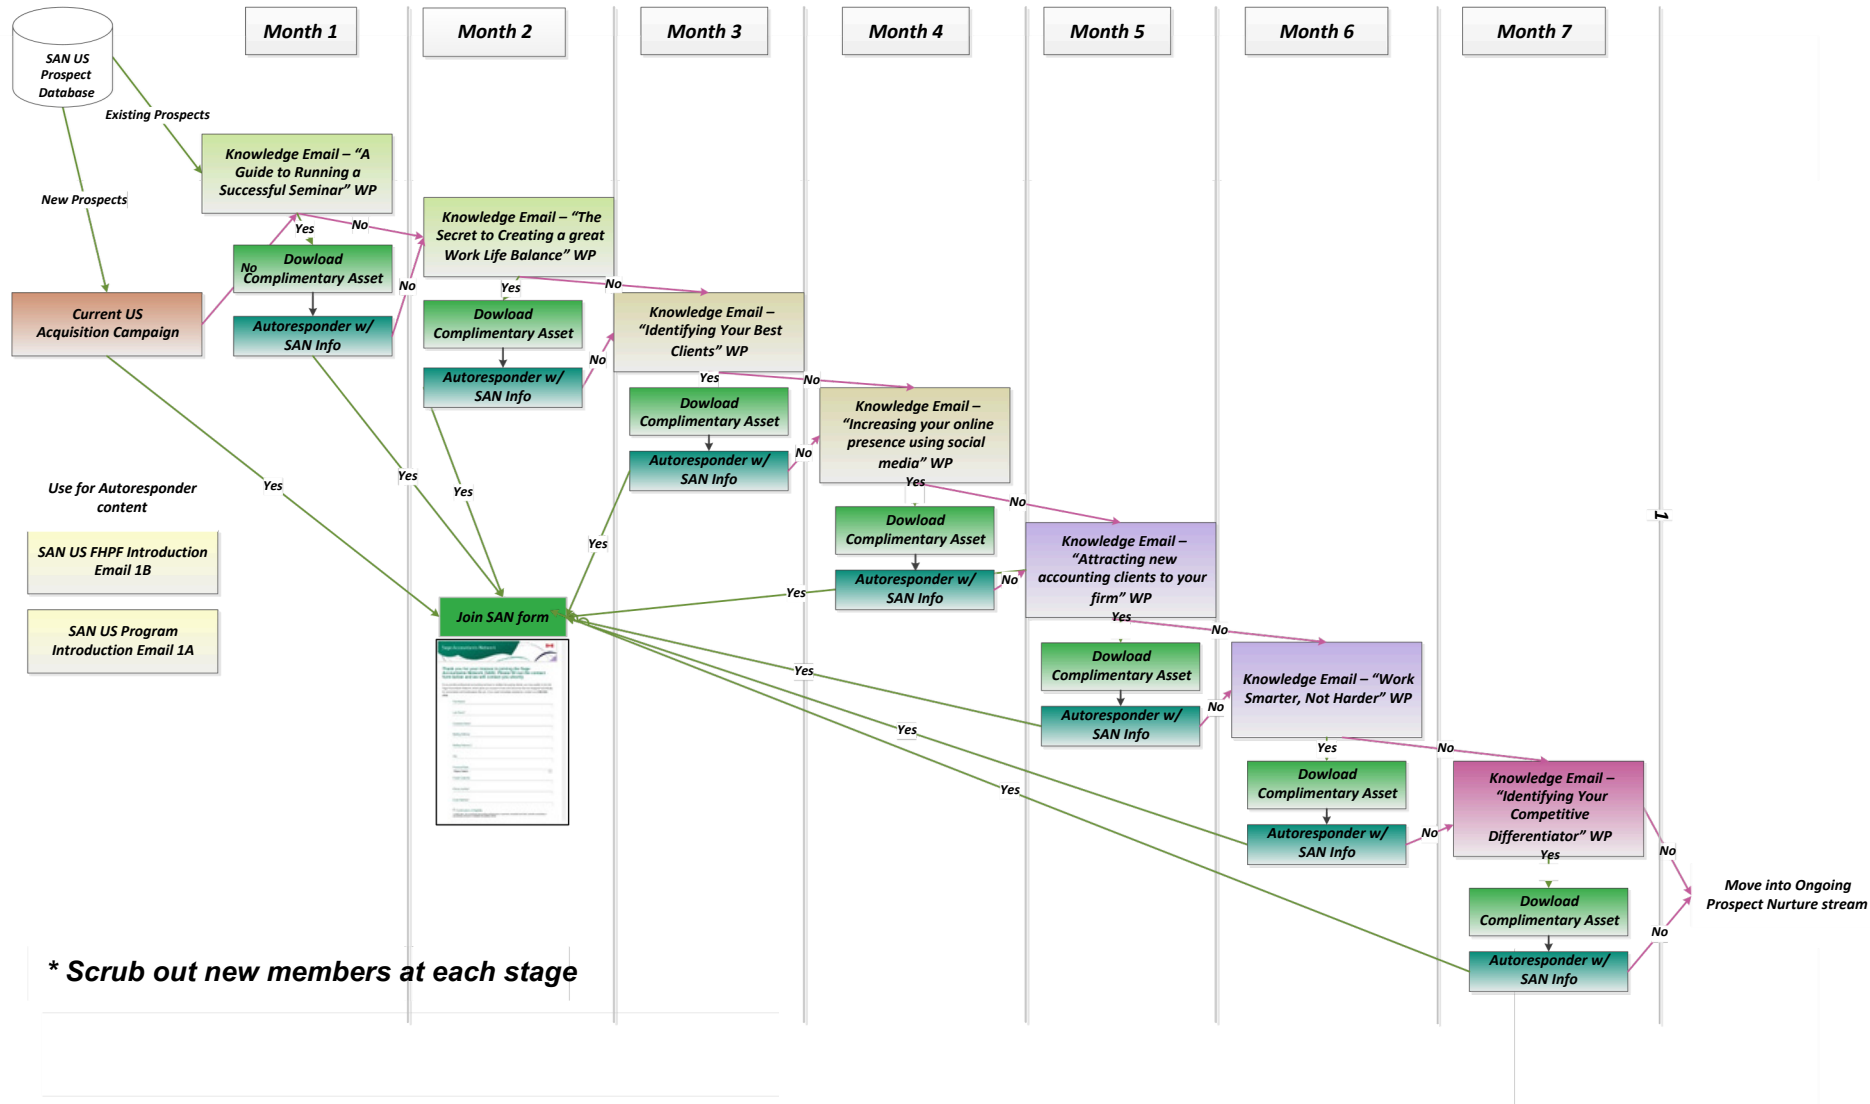 Month 1
Month 2
Month 3
Month 4
Month 5
Month 6
Month 7
SAN US
Prospect
Database
Existing Prospects
New Prospects
Knowledge Email – “A
Guide to Running a
Successful Seminar” WP
Yes
No
Dowload
Complimentary Asset
No
Autoresponder w/
SAN Info
No
Current US
Acquisition Campaign
Yes
Yes
Knowledge Email – “The
Secret to Creating a great
Work Life Balance” WP
Yes
No
Dowload
Complimentary Asset
Autoresponder w/
SAN Info
No
Yes
Knowledge Email –
“Identifying Your Best
Clients” WP
Yes
No
Dowload
Complimentary Asset
Autoresponder w/
SAN Info
No
Yes
Knowledge Email –
“Increasing your online
presence using social
media” WP
Yes
No
Dowload
Complimentary Asset
Autoresponder w/
SAN Info
No
Yes
Knowledge Email –
“Attracting new
accounting clients to your
firm” WP
Yes
No
Dowload
Complimentary Asset
Autoresponder w/
SAN Info
No
Yes
Knowledge Email – “Work
Smarter, Not Harder” WP
Yes
No
Dowload
Complimentary Asset
Autoresponder w/
SAN Info
No
Yes
Knowledge Email –
“Identifying Your
Competitive
Differentiator” WP
Yes
No
Dowload
Complimentary Asset
Autoresponder w/
SAN Info
No
Yes
Move into Ongoing
Prospect Nurture stream
1
Use for Autoresponder
content
SAN US FHPF Introduction
Email 1B
SAN US Program
Introduction Email 1A
Join SAN form
* Scrub out new members at each stage